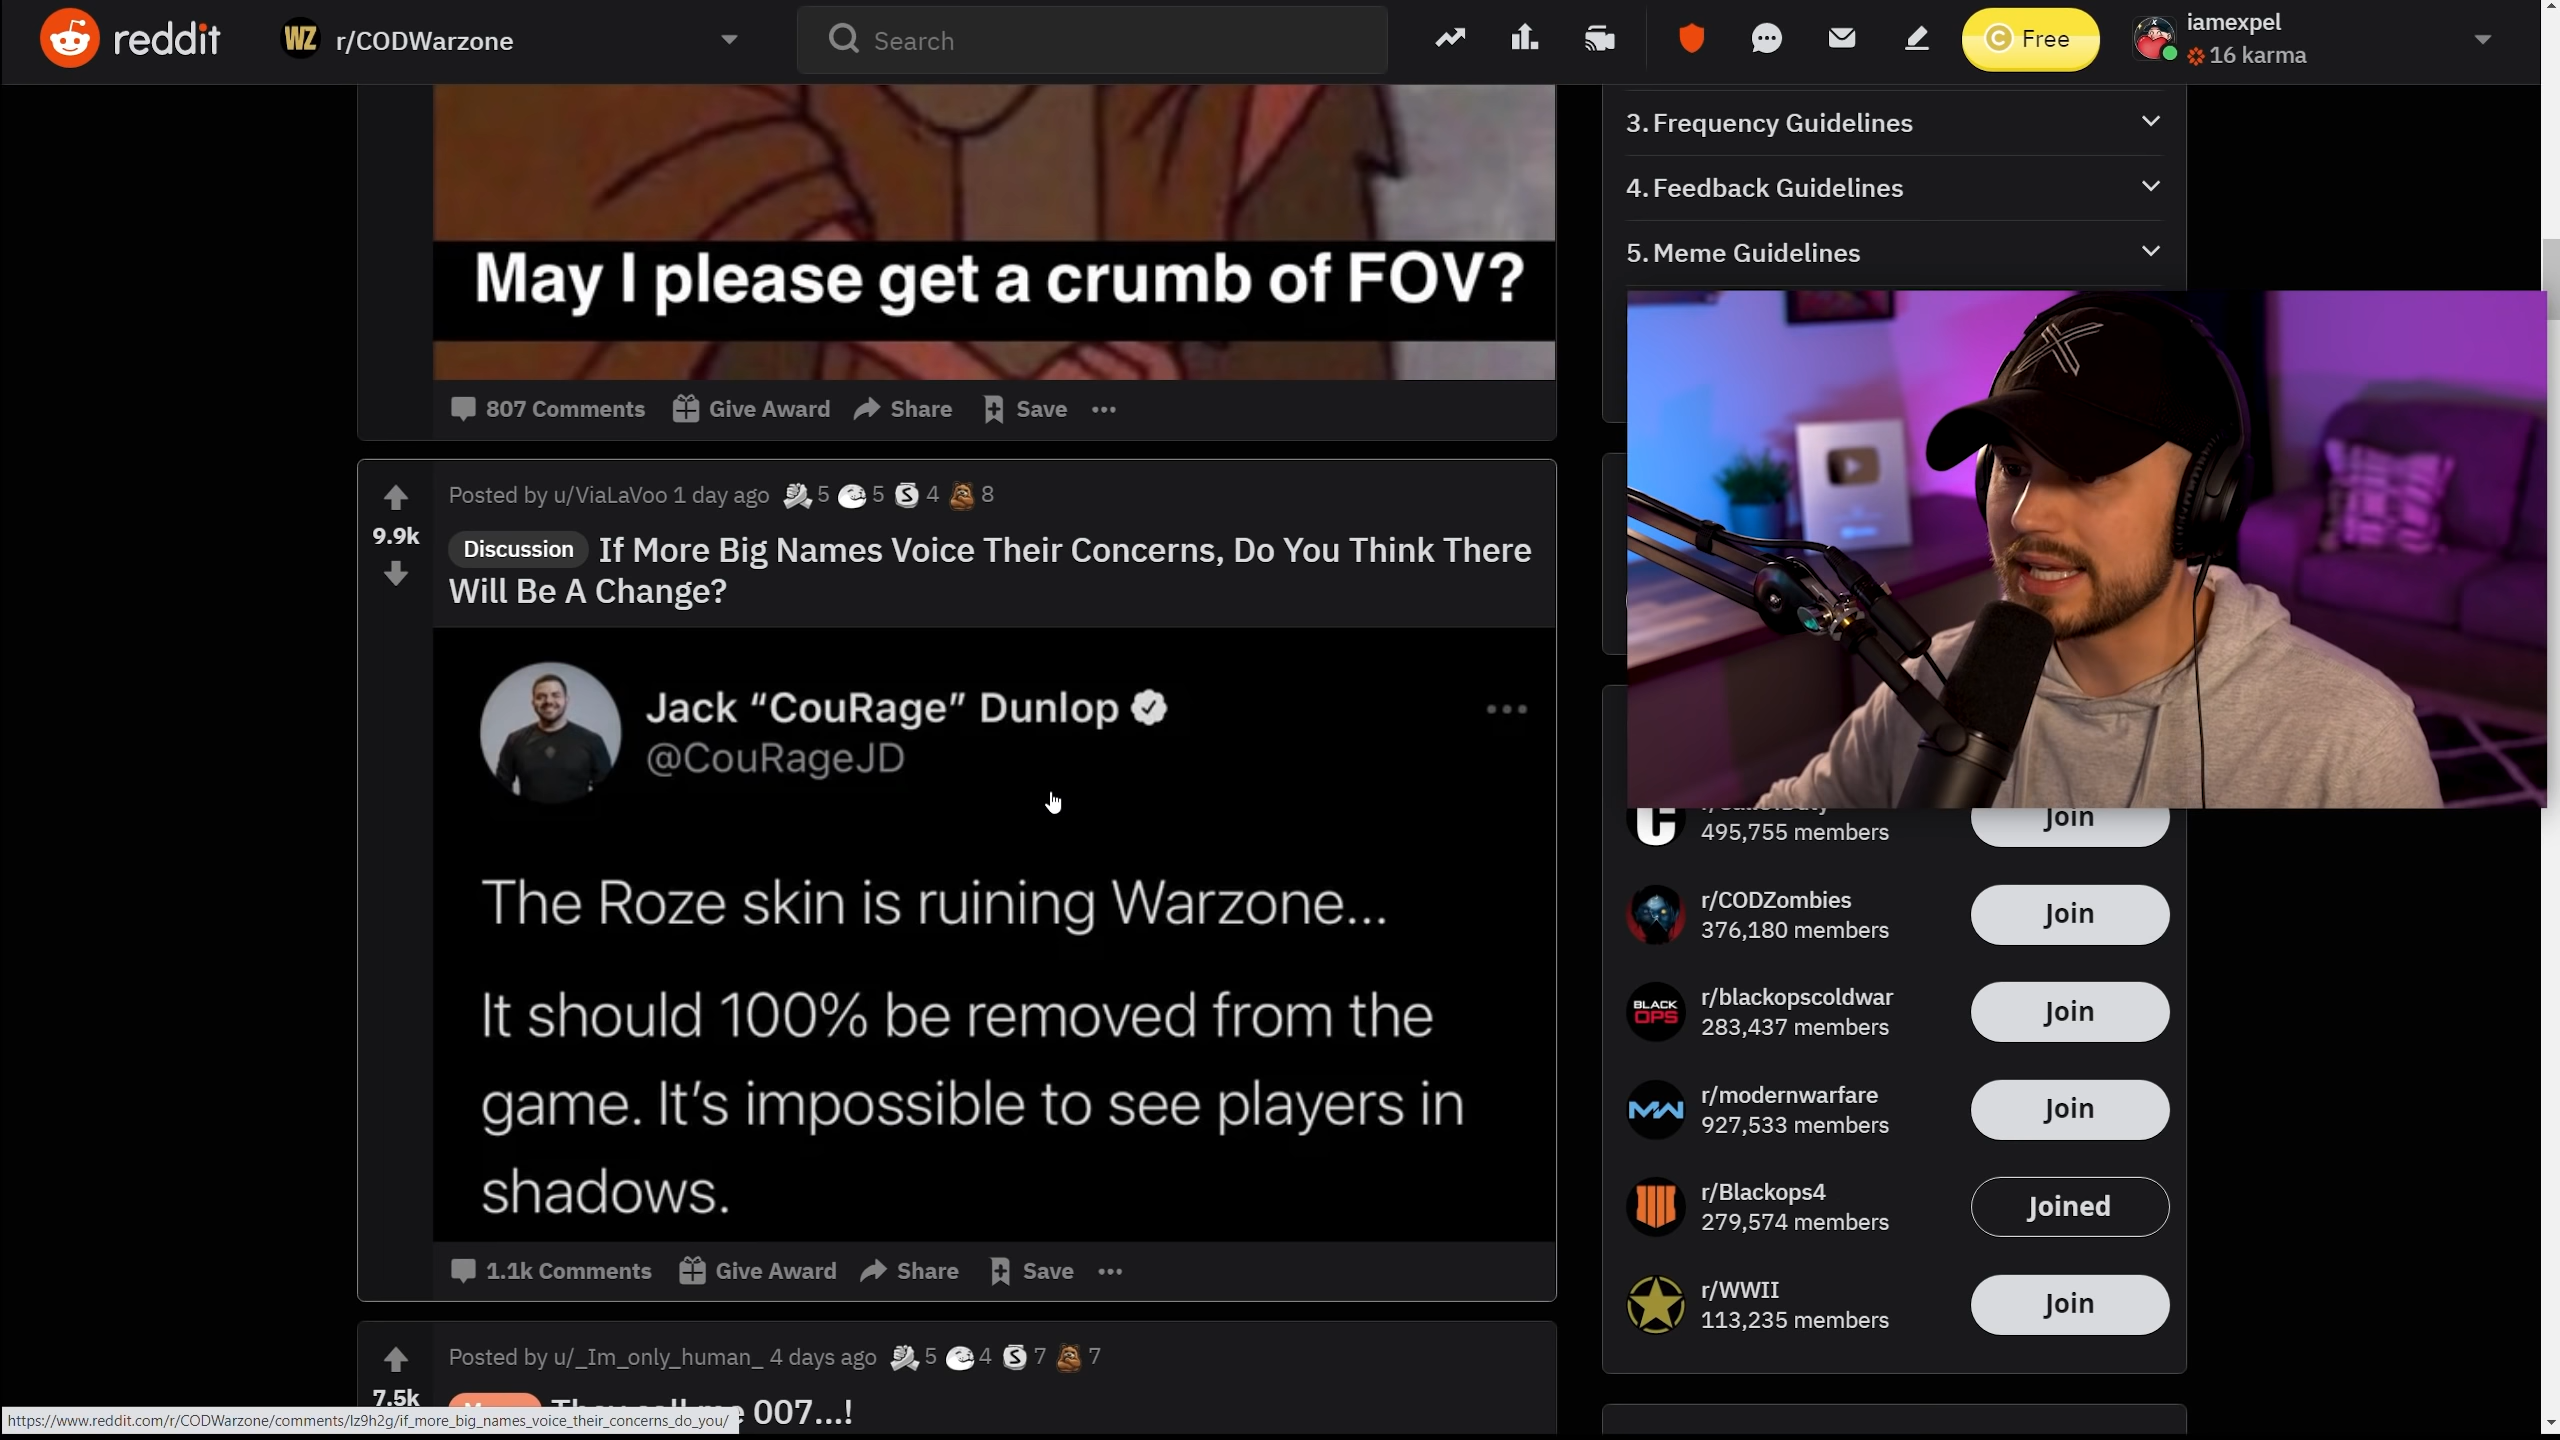 reddit
WZ r/CODWarzone
Search
Free
iamexpel
16 karma
May I please get a crumb of FOV?
807 Comments Give Award Share Save
9.9k
Posted by u/ViaLaVoo 1 day ago 5 5 4 8
Discussion If More Big Names Voice Their Concerns, Do You Think There
Will Be A Change?
Jack “CouRage” Dunlop
@CouRageJD
The Roze skin is ruining Warzone...
It should 100% be removed from the
game. It’s impossible to see players in
shadows.
1.1k Comments Give Award Share Save
7.5k
Posted by u/_Im_only_human_ 4 days ago 5 4 7 7
007...!
https://www.reddit.com/r/CODWarzone/comments/lz9h2g/if_more_big_names_voice_their_concerns_do_you/
3. Frequency Guidelines
4. Feedback Guidelines
5. Meme Guidelines
495,755 members
Join
r/CODZombies
376,180 members
Join
BLACK OPS
r/blackopscoldwar
283,437 members
Join
MW
r/modernwarfare
927,533 members
Join
r/Blackops4
279,574 members
Joined
r/WWII
113,235 members
Join